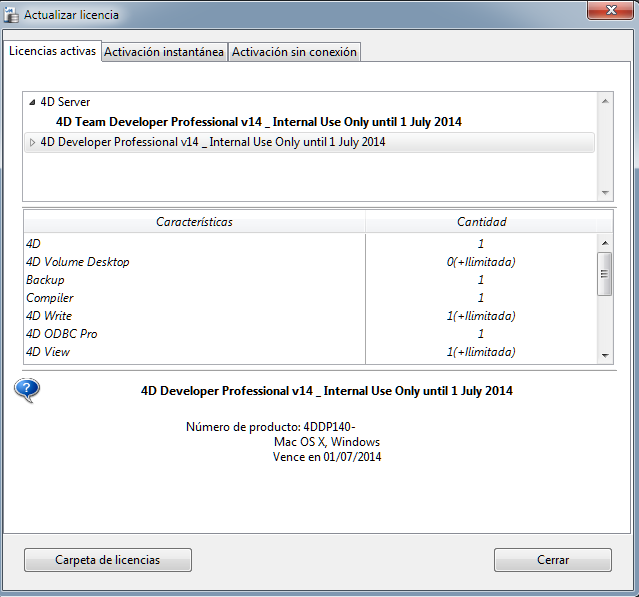 Actualizar licencia
Licencias activas Activación instantánea Activación sin conexión
4D Server
4D Team Developer Professional v14 _ Internal Use Only until 1 July 2014
4D Developer Professional v14 _ Internal Use Only until 1 July 2014
Características Cantidad
4D 1
4D Volume Desktop 0(+Ilimitada)
Backup 1
Compiler 1
4D Write 1(+Ilimitada)
4D ODBC Pro 1
4D View 1(+Ilimitada)
4D Developer Professional v14 _ Internal Use Only until 1 July 2014
Número de producto: 4DDP140-
Mac OS X, Windows
Vence en 01/07/2014
Carpeta de licencias Cerrar